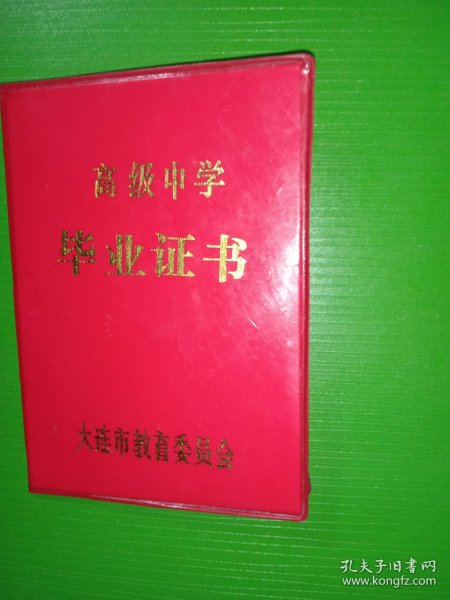 高级中学
毕业证书
大连市教育委员会
孔夫子旧书网
www.kongfz.com